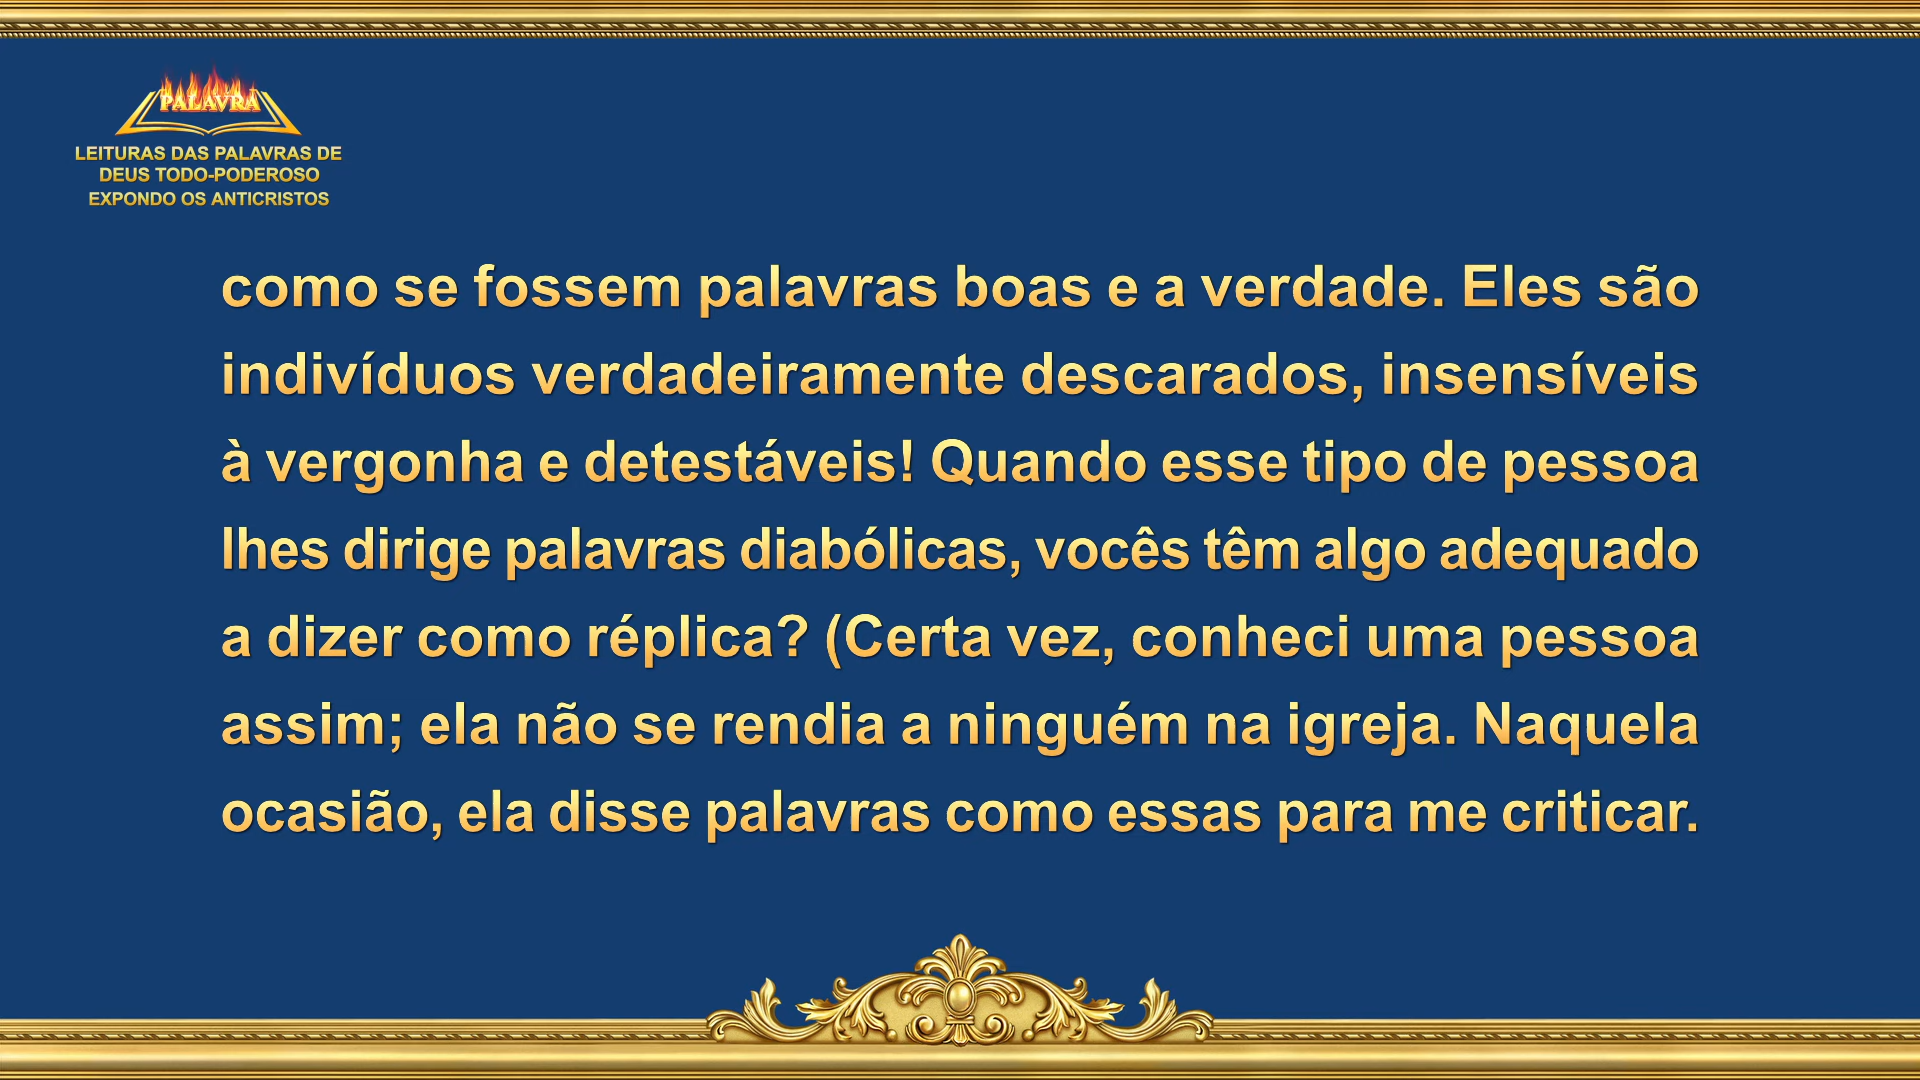 PALAVRA
LEITURAS DAS PALAVRAS DE
DEUS TODO-PODEROSO
EXPONDO OS ANTICRISTOS
como se fossem palavras boas e a verdade. Eles são
indivíduos verdadeiramente descarados, insensíveis
à vergonha e detestáveis! Quando esse tipo de pessoa
lhes dirige palavras diabólicas, vocês têm algo adequado
a dizer como réplica? (Certa vez, conheci uma pessoa
assim; ela não se rendia a ninguém na igreja. Naquela
ocasião, ela disse palavras como essas para me criticar.